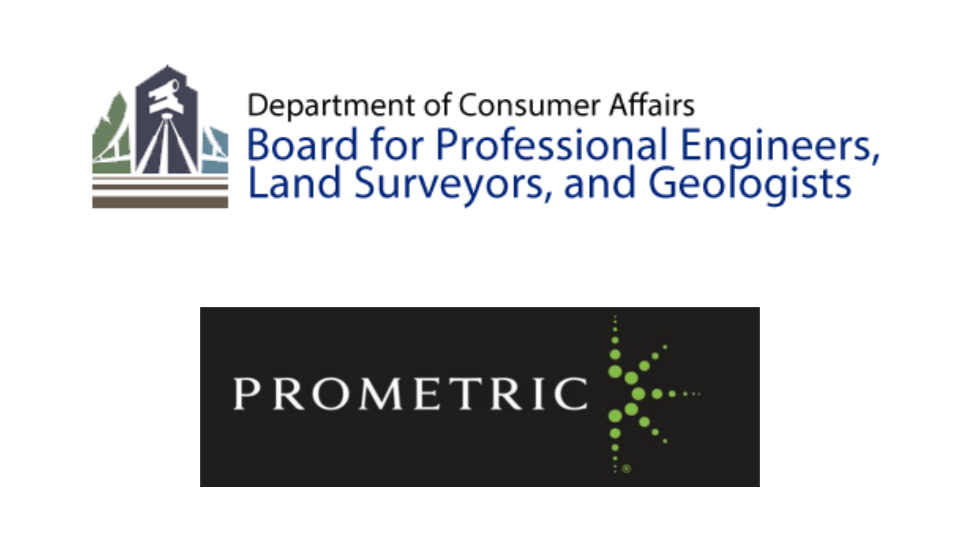 Department of Consumer Affairs
Board for Professional Engineers,
Land Surveyors, and Geologists
PROMETRIC
®